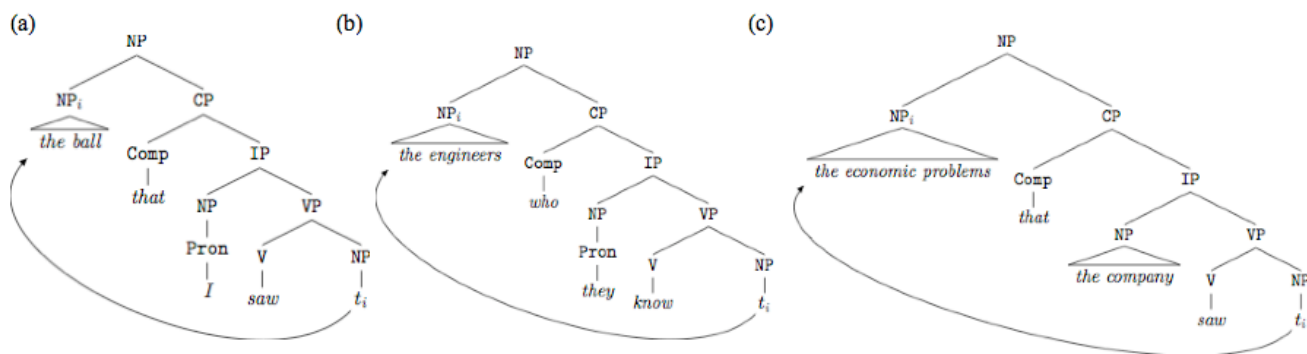 (a)
NP
NPi
CP
the ball
Comp
IP
that
NP
VP
Pron
V
NP
I
saw
ti
(b)
NP
NPi
CP
the engineers
Comp
IP
who
NP
VP
Pron
V
NP
they
know
ti
(c)
NP
NPi
CP
the economic problems
Comp
IP
that
NP
VP
the company
V
NP
saw
ti